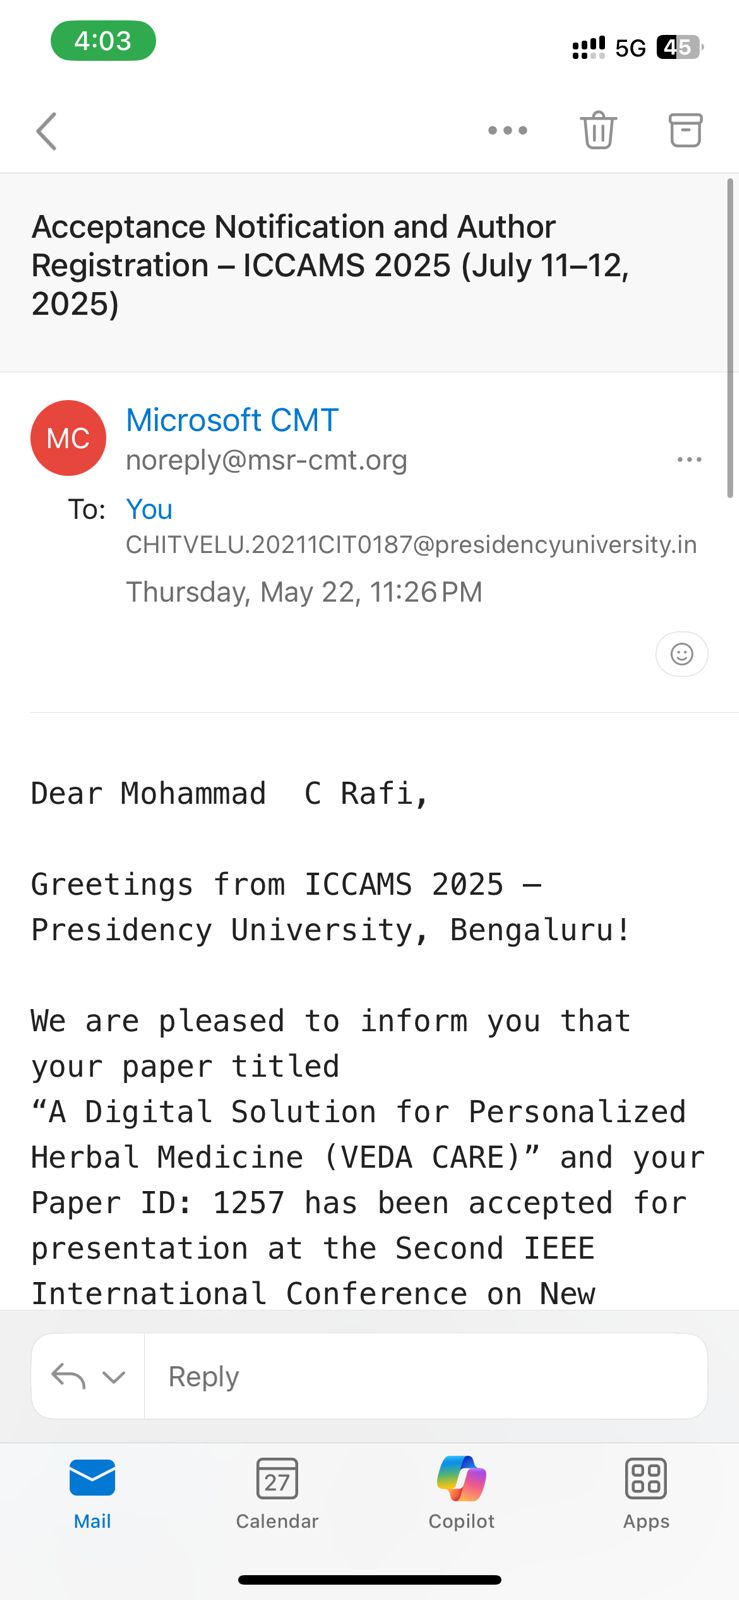 4:03
5G 45
Acceptance Notification and Author
Registration – ICCAMS 2025 (July 11–12,
2025)
MC
Microsoft CMT
noreply@msr-cmt.org
To: You
CHITVELU.20211CIT0187@presidencyuniversity.in
Thursday, May 22, 11:26 PM
Dear Mohammad  C Rafi,
Greetings from ICCAMS 2025 –
Presidency University, Bengaluru!
We are pleased to inform you that
your paper titled
“A Digital Solution for Personalized
Herbal Medicine (VEDA CARE)” and your
Paper ID: 1257 has been accepted for
presentation at the Second IEEE
International Conference on New
Reply
27
Mail Calendar Copilot Apps